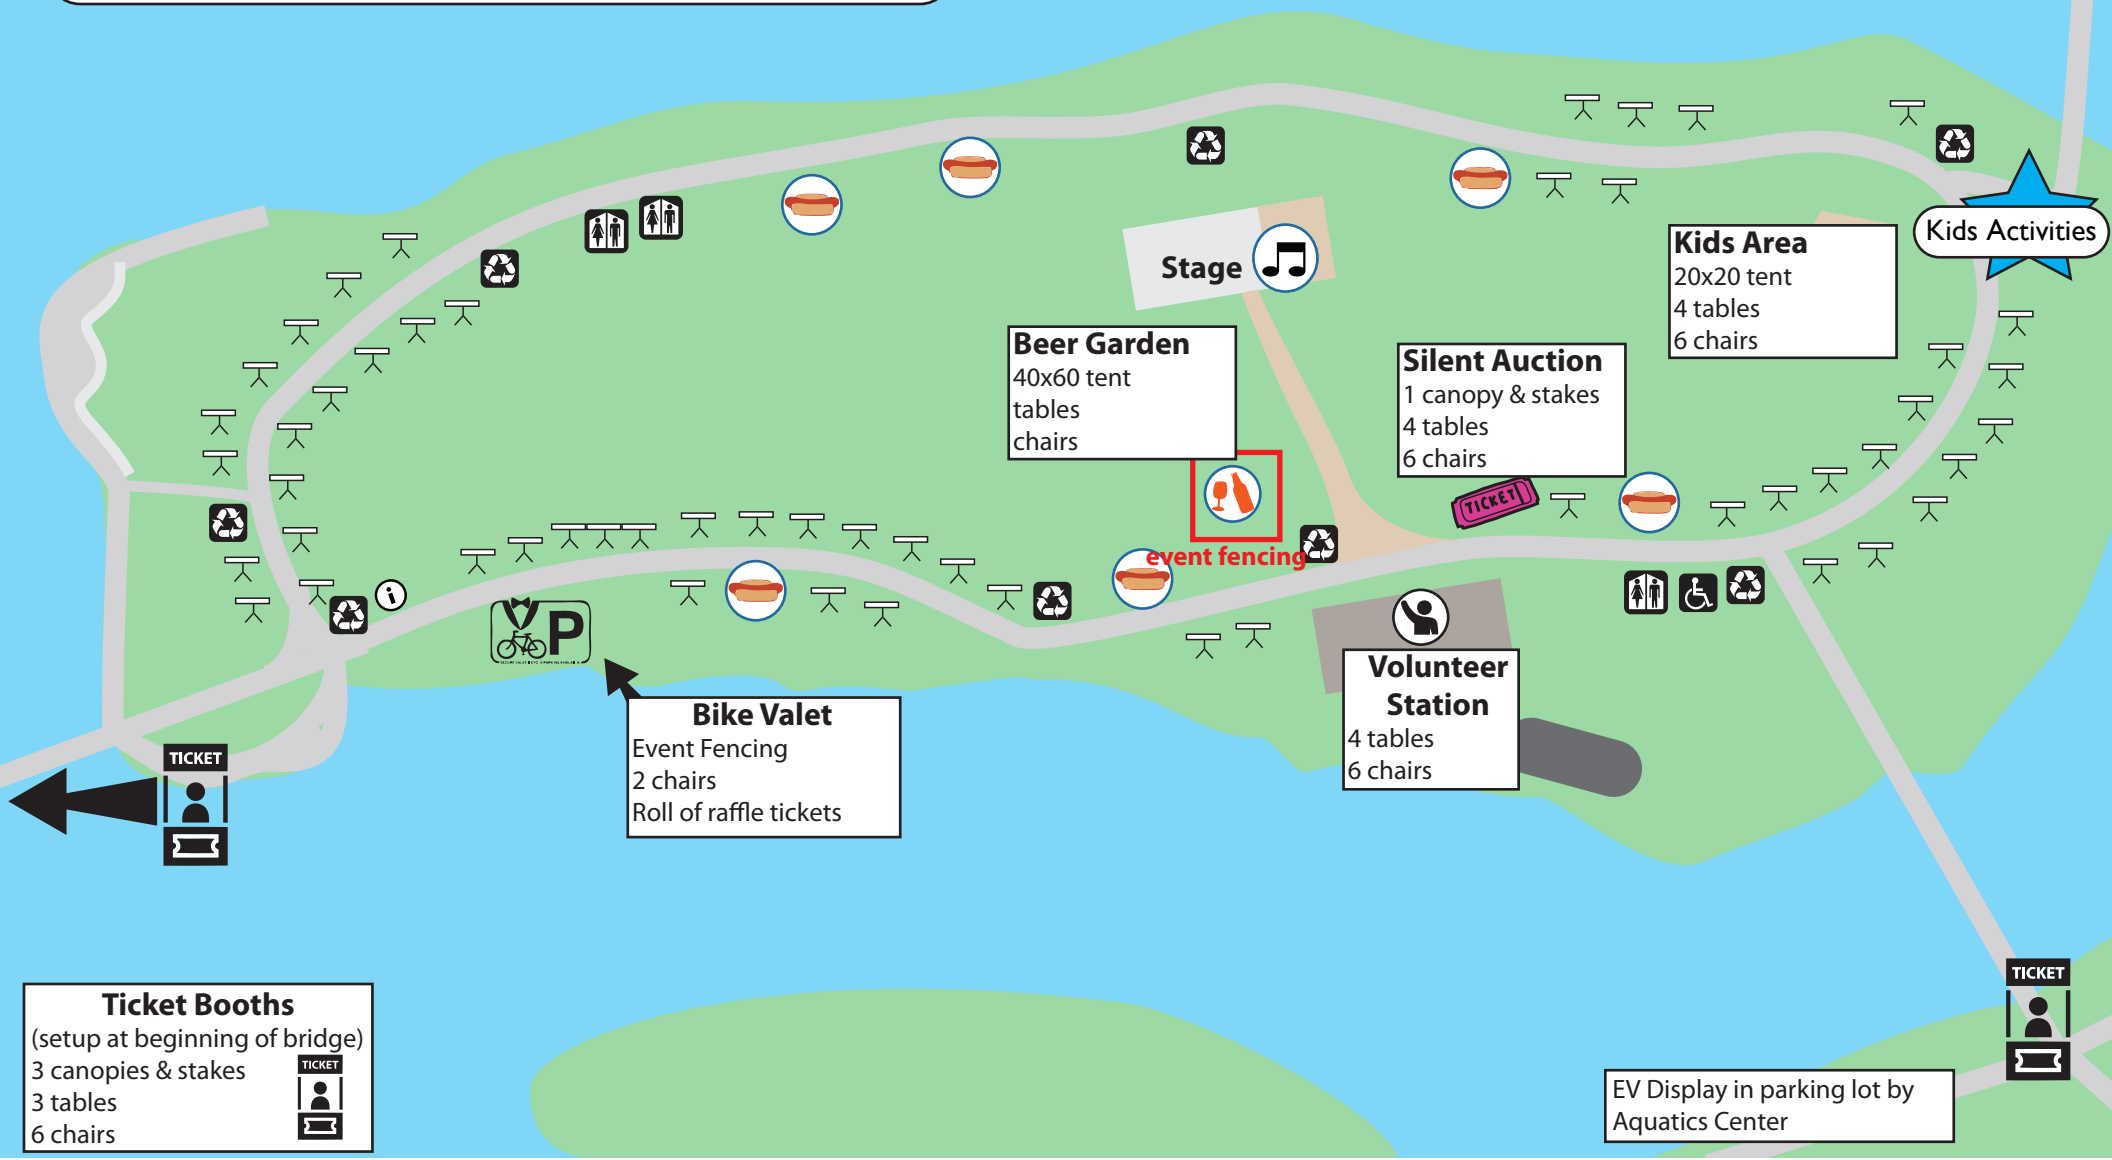 Stage
Kids Activities
Kids Area
20x20 tent
4 tables
6 chairs
Beer Garden
40x60 tent
tables
chairs
Silent Auction
1 canopy & stakes
4 tables
6 chairs
TICKET
event fencing
i
P
Volunteer
Station
4 tables
6 chairs
Bike Valet
Event Fencing
2 chairs
Roll of raffle tickets
TICKET
TICKET
Ticket Booths
(setup at beginning of bridge)
3 canopies & stakes
3 tables
6 chairs
TICKET
EV Display in parking lot by
Aquatics Center